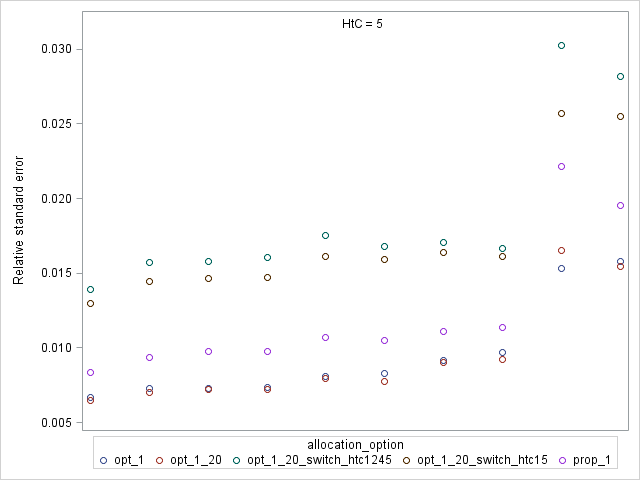 HtC = 5
0.030
0.025
0.020
0.015
0.010
0.005
Relative standard error
allocation_option
opt_1 opt_1_20 opt_1_20_switch_htc1245 opt_1_20_switch_htc15 prop_1